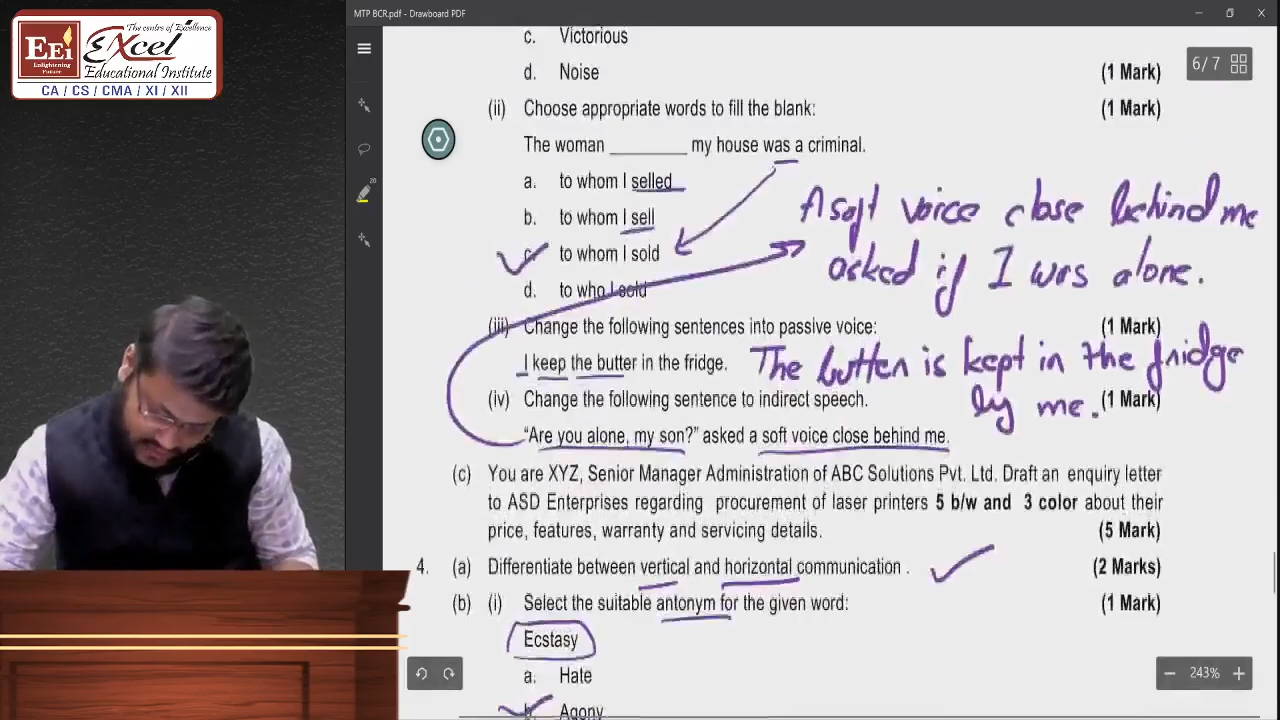 The centre of Excellence
EEi
Enlightening
Future
EXcel
Educational Institute
CA / CS / CMA / XI / XII
MTP BCR.pdf - Drawboard PDF
6 / 7
c. Victorious
d. Noise (1 Mark)
(ii) Choose appropriate words to fill the blank: (1 Mark)
The woman ________ my house was a criminal.
a. to whom I selled
b. to whom I sell
c. to whom I sold
d. to who I sold
A soft voice close behind me
asked if I was alone.
(iii) Change the following sentences into passive voice: (1 Mark)
I keep the butter in the fridge.
The butter is kept in the fridge
by me.
(iv) Change the following sentence to indirect speech. (1 Mark)
“Are you alone, my son?” asked a soft voice close behind me.
(c) You are XYZ, Senior Manager Administration of ABC Solutions Pvt. Ltd. Draft an enquiry letter
to ASD Enterprises regarding procurement of laser printers 5 b/w and 3 color about their
price, features, warranty and servicing details. (5 Mark)
4. (a) Differentiate between vertical and horizontal communication . (2 Marks)
(b) (i) Select the suitable antonym for the given word: (1 Mark)
Ecstasy
a. Hate
b. Agony
20
243%